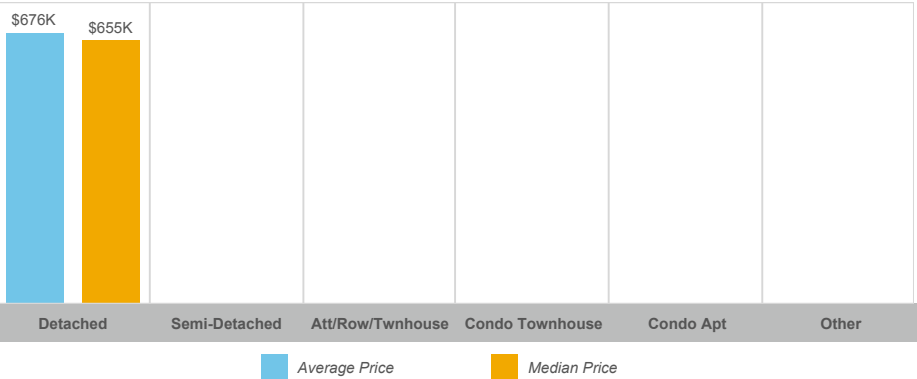 $676K
$655K
Detached Semi-Detached Att/Row/Twnhouse Condo Townhouse Condo Apt Other
Average Price Median Price